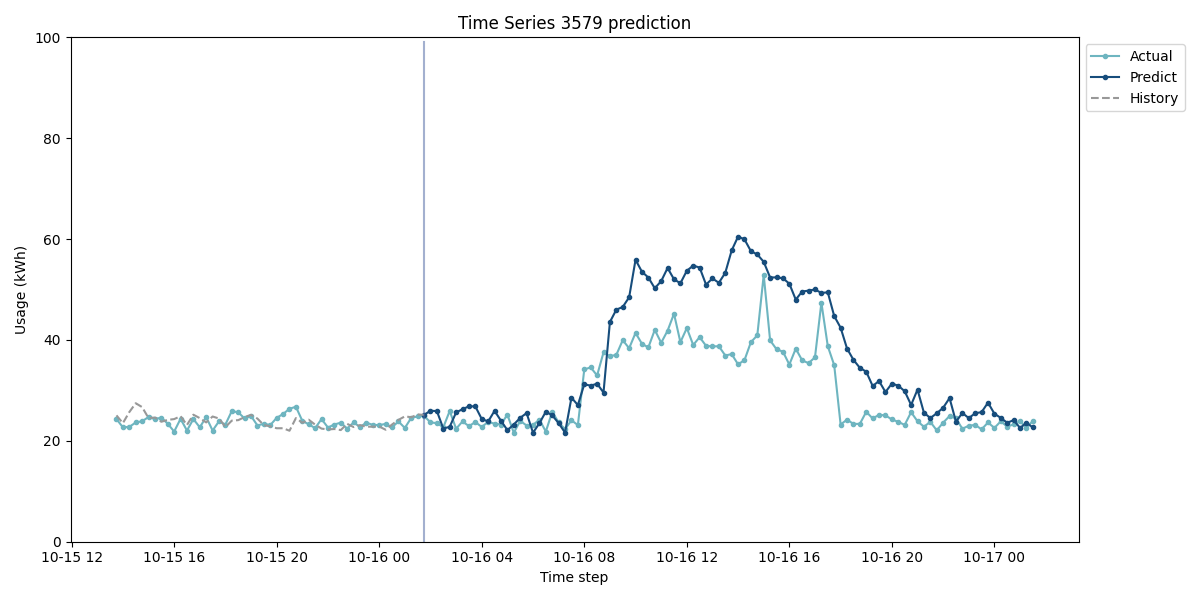 Time Series 3579 prediction
100
80
60
40
20
0
Usage (kWh)
10-15 12
10-15 16
10-15 20
10-16 00
10-16 04
10-16 08
10-16 12
10-16 16
10-16 20
10-17 00
Time step
Actual
Predict
History